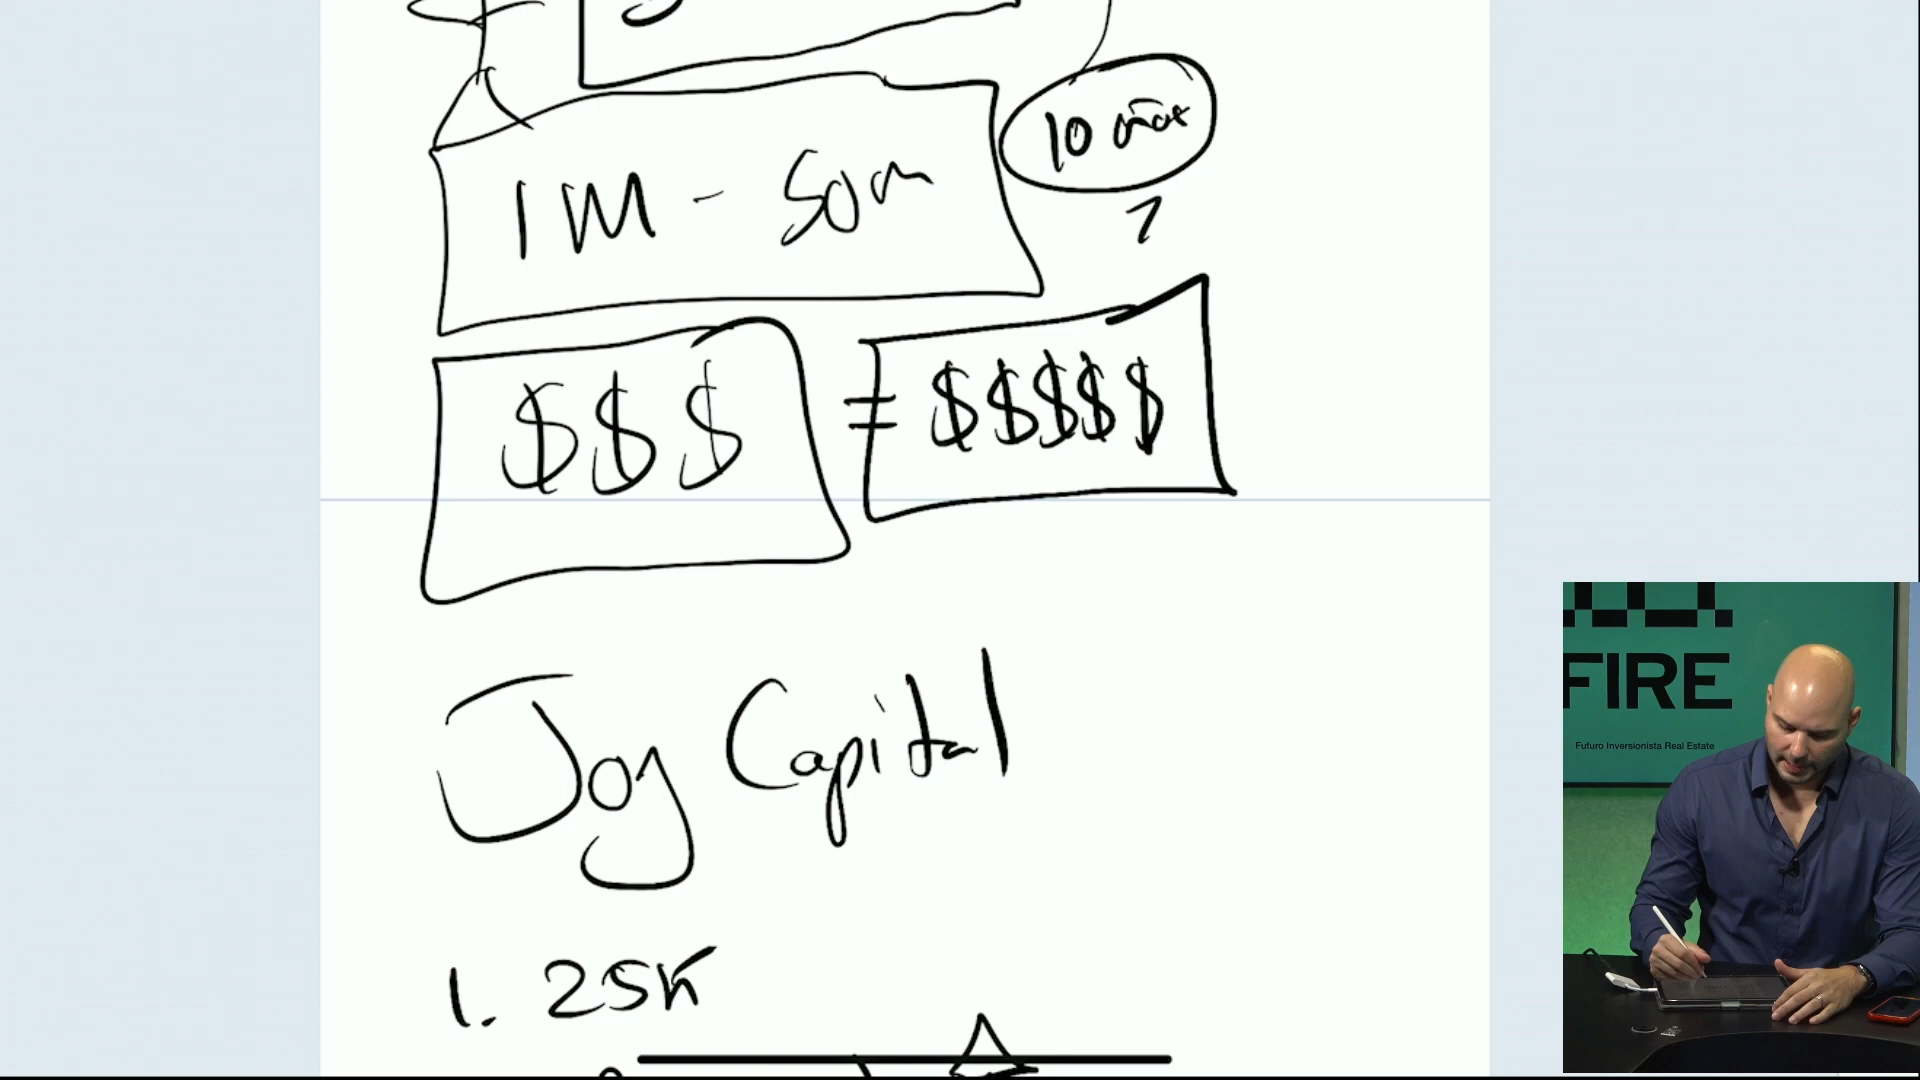 10 años
1M - 50m
?
$$$ = $$$$$
Joy Capital
1. 25K
FIRE
Futuro Inversionista Real Estate